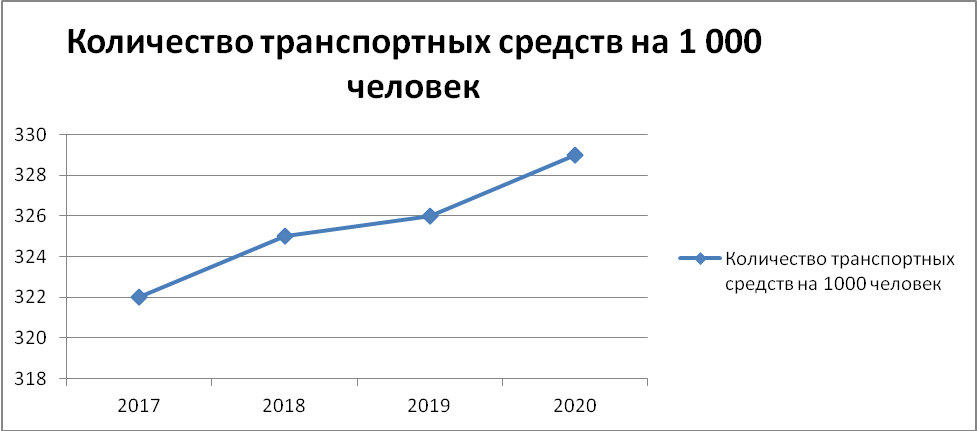 Количество транспортных средств на 1 000
человек
330
328
326
324
322
320
318
2017 2018 2019 2020
Количество транспортных
средств на 1000 человек